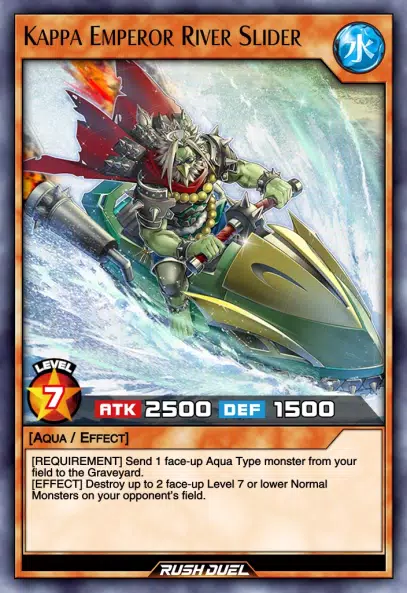 Kappa Emperor River Slider
水
LEVEL
7
ATK 2500 DEF 1500
[Aqua / Effect]
[REQUIREMENT] Send 1 face-up Aqua Type monster from your
field to the Graveyard.
[EFFECT] Destroy up to 2 face-up Level 7 or lower Normal
Monsters on your opponent's field.
RUSH DUEL